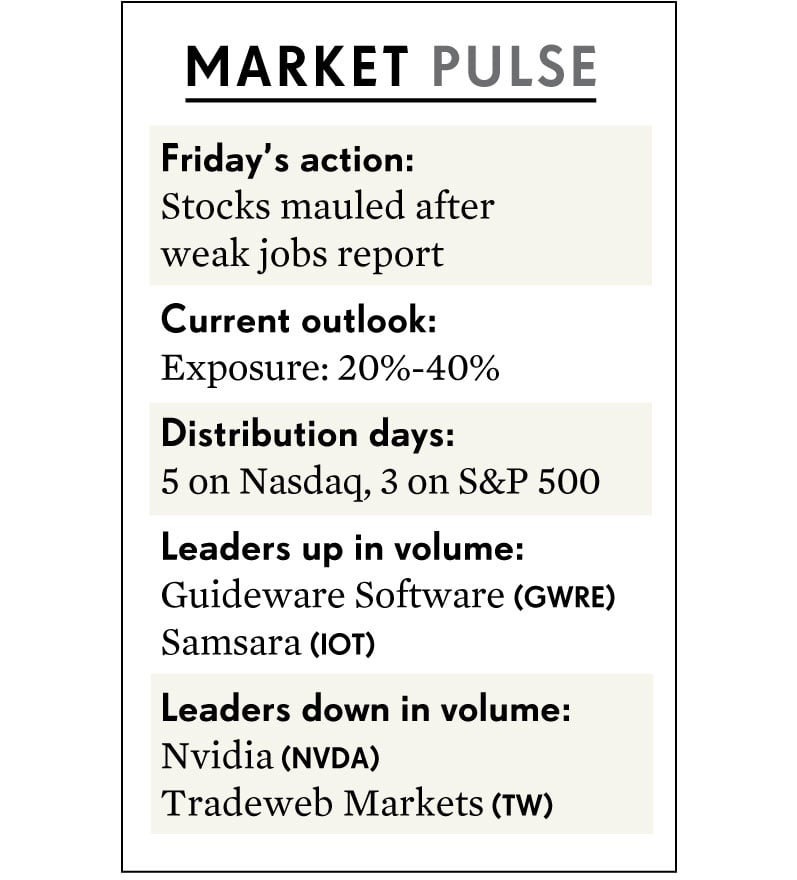 MARKET PULSE
Friday's action:
Stocks mauled after
weak jobs report
Current outlook:
Exposure: 20%-40%
Distribution days:
5 on Nasdaq, 3 on S&P 500
Leaders up in volume:
Guideware Software (GWRE)
Samsara (IOT)
Leaders down in volume:
Nvidia (NVDA)
Tradeweb Markets (TW)